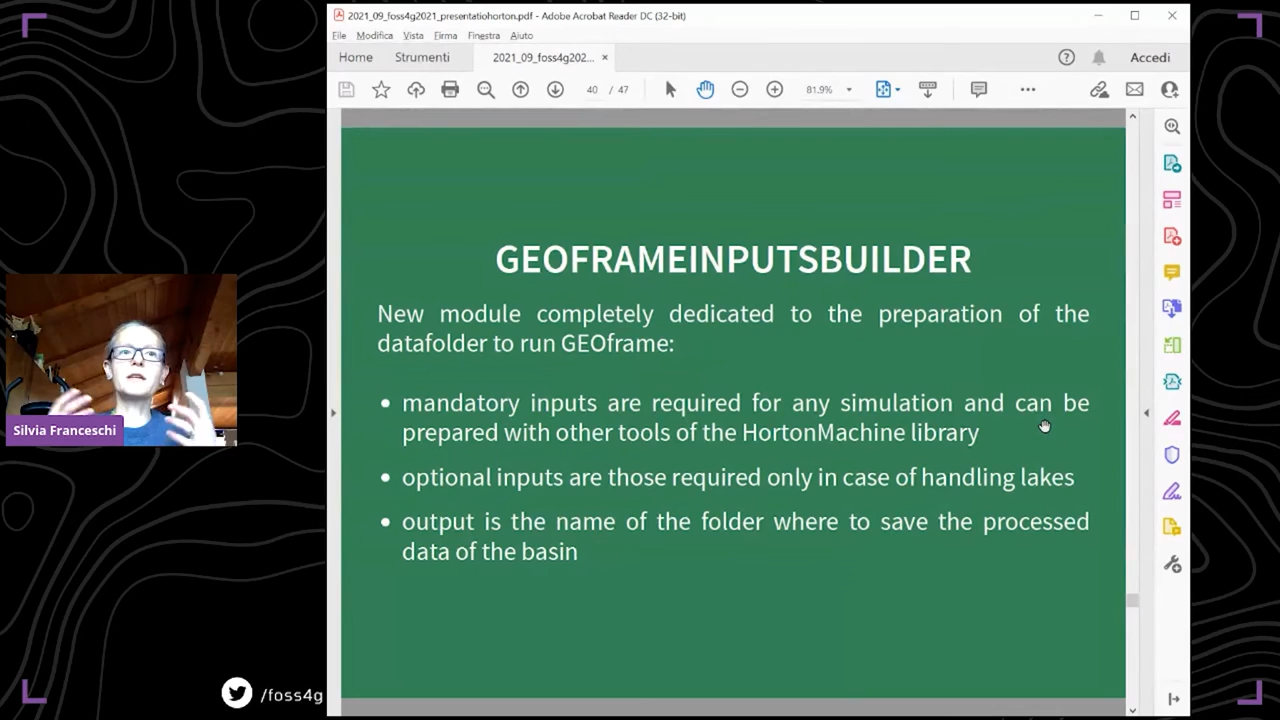 2021_09_foss4g2021_presentatiohorton.pdf - Adobe Acrobat Reader DC (32-bit)
File Modifica Vista Firma Finestra Aiuto
Home Strumenti 2021_09_foss4g202... × Accedi
40 / 47 81.9%
GEOFRAMEINPUTSBUILDER
New module completely dedicated to the preparation of the
datafolder to run GEOframe:
• mandatory inputs are required for any simulation and can be
prepared with other tools of the HortonMachine library
• optional inputs are those required only in case of handling lakes
• output is the name of the folder where to save the processed
data of the basin
Silvia Franceschi
/foss4g